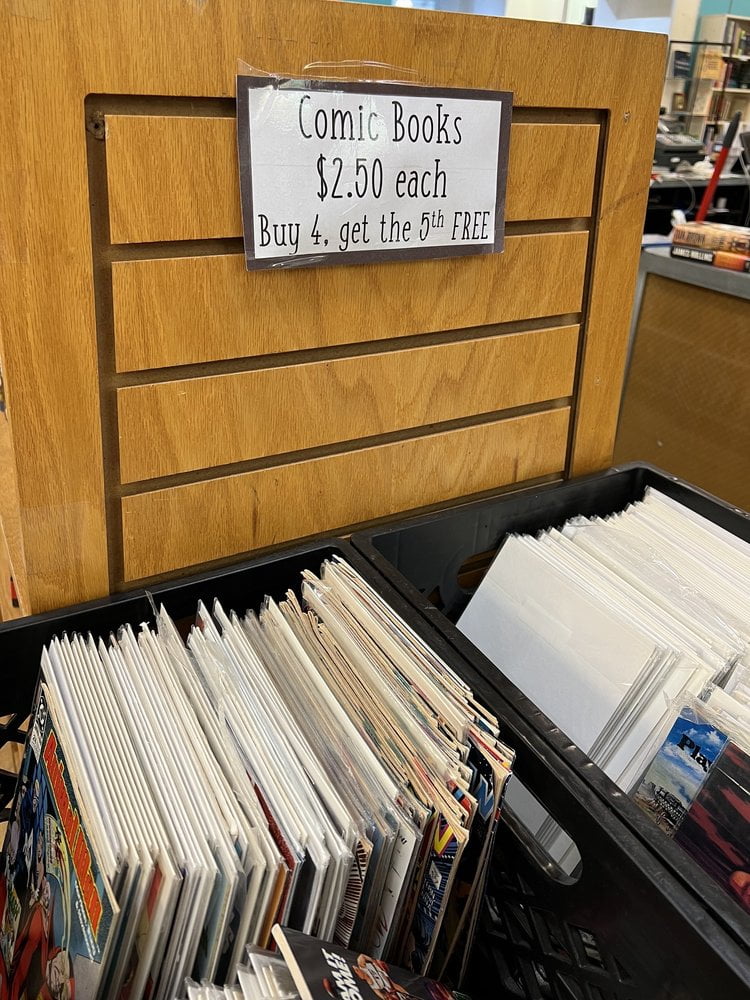 Comic Books
$2.50 each
Buy 4, get the 5th FREE